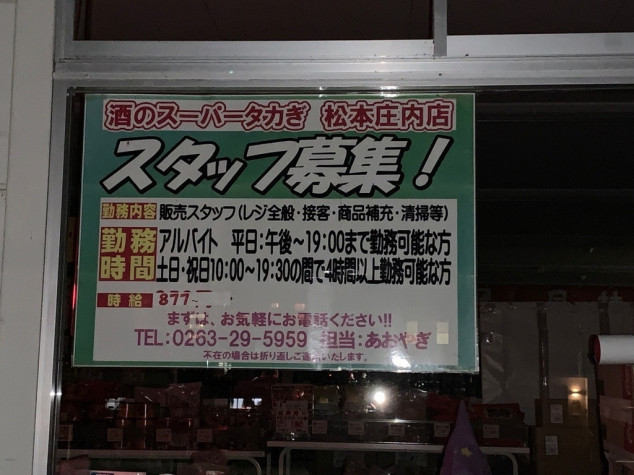 酒のスーパータカぎ 松本庄内店
スタッフ募集!
勤務内容 販売スタッフ(レジ全般・接客・商品補充・清掃等)
勤務時間 アルバイト 平日:午後～19:00まで勤務可能な方
土日・祝日10:00～19:300間で4時間以上勤務可能な方
時給 877
まずは、お気軽にお電話ください!!
TEL:0263-29-5959 担当:あおやぎ
不在の場合は折り返しご連絡いたします。